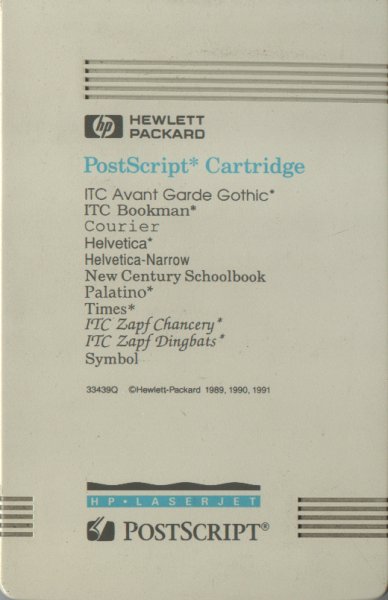 hp HEWLETT
PACKARD
PostScript* Cartridge
ITC Avant Garde Gothic*
ITC Bookman*
Courier
Helvetica*
Helvetica-Narrow
New Century Schoolbook
Palatino*
Times*
ITC Zapf Chancery*
ITC Zapf Dingbats*
Symbol
33439Q ©Hewlett-Packard 1989, 1990, 1991
HP • LASERJET
POSTSCRIPT®